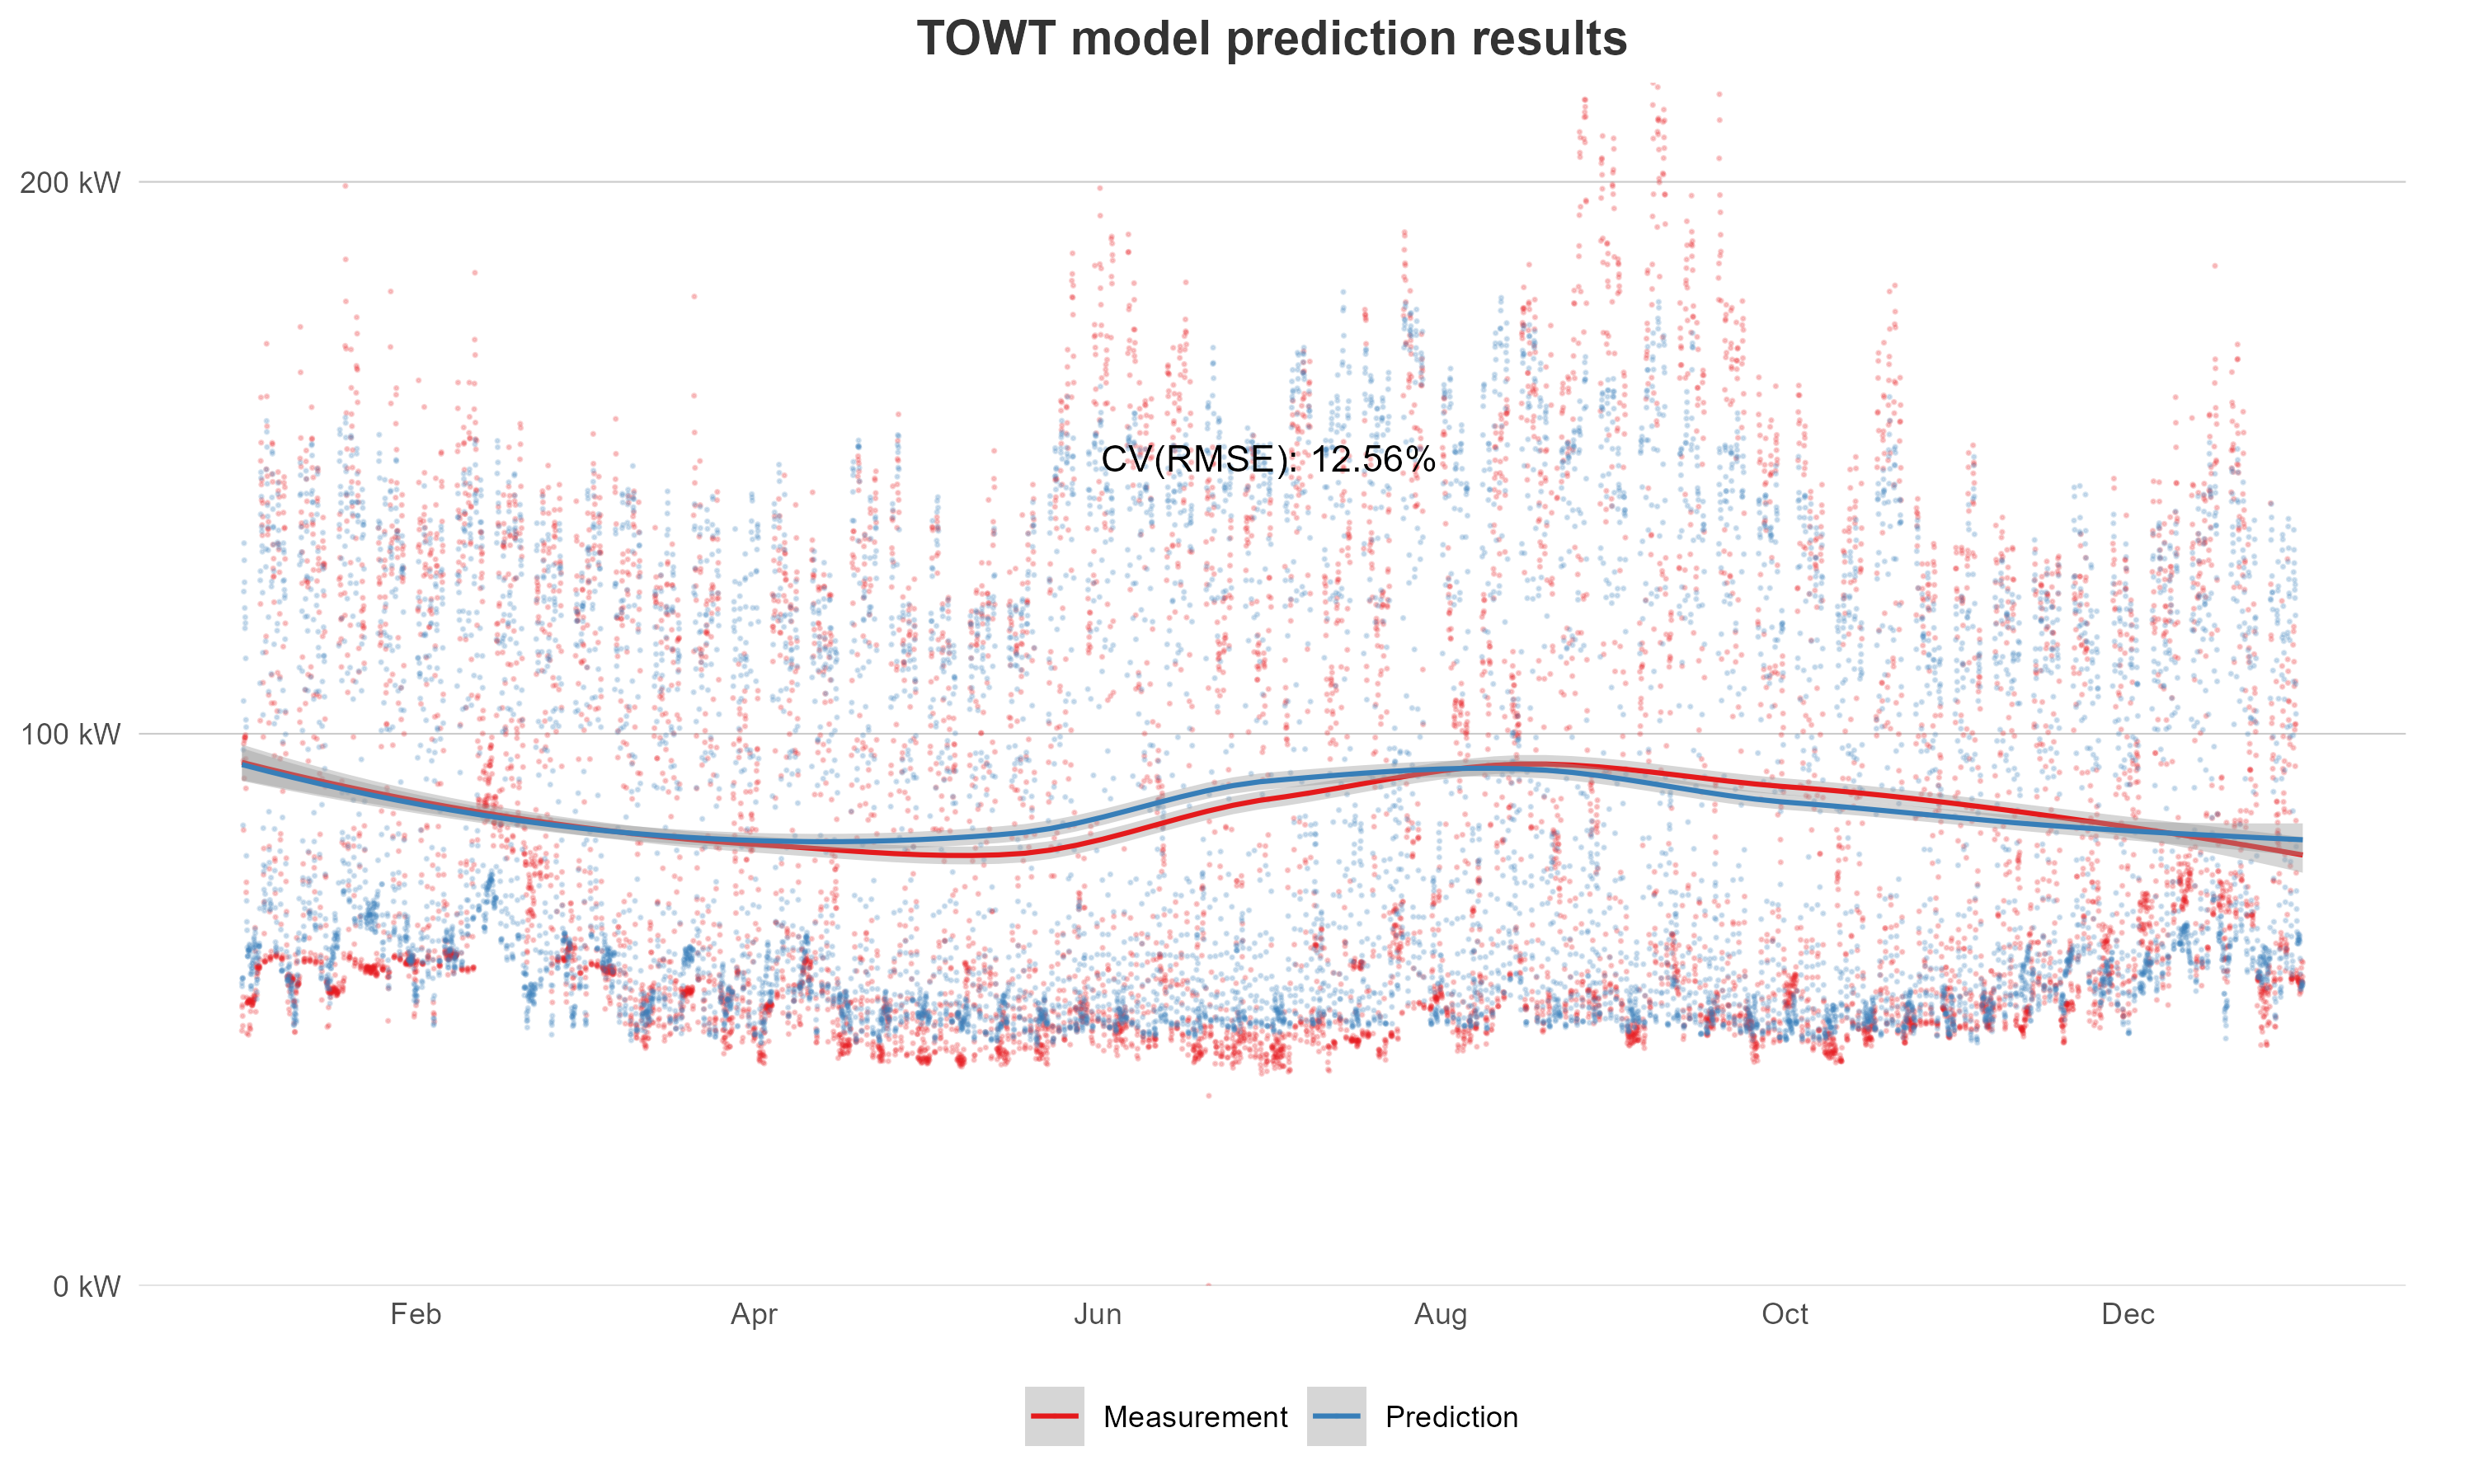 TOWT model prediction results
200 kW
CV(RMSE): 12.56%
100 kW
0 kW
Feb Apr Jun Aug Oct Dec
Measurement Prediction